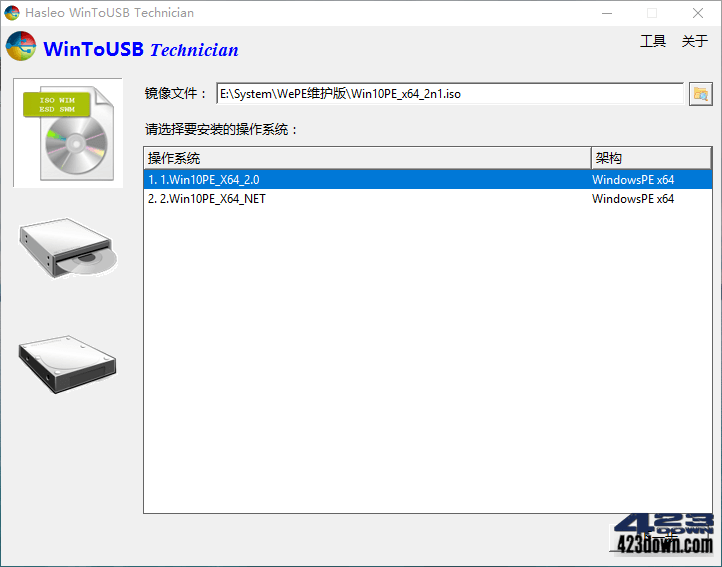 Hasleo WinToUSB Technician
WinToUSB Technician
工具 关于
ISO WIM
ESD SWM
镜像文件： E:\System\WePE维护版\Win10PE_x64_2n1.iso
请选择要安装的操作系统：
操作系统 架构
1. 1.Win10PE_X64_2.0 WindowsPE x64
2. 2.Win10PE_X64_NET WindowsPE x64
423
DOWN
423down.com